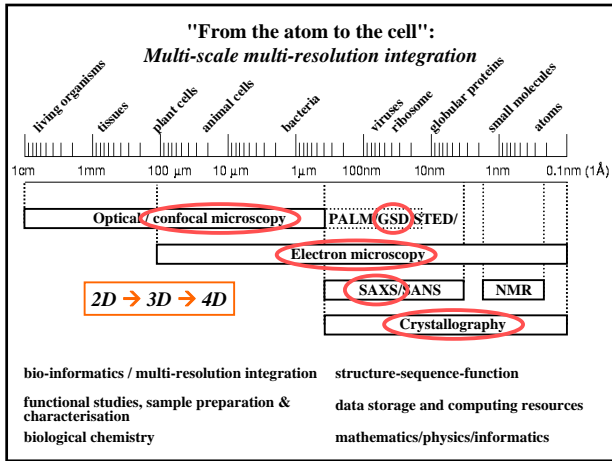 "From the atom to the cell":
Multi-scale multi-resolution integration
living organisms
tissues
plant cells
animal cells
bacteria
viruses
ribosome
globular proteins
small molecules
atoms
1cm 1mm 100 µm 10 µm 1µm 100nm 10nm 1nm 0.1nm (1Å)
Optical / confocal microscopy PALM/GSD/STED/
Electron microscopy
2D → 3D → 4D
SAXS/SANS NMR
Crystallography
bio-informatics / multi-resolution integration
functional studies, sample preparation &
characterisation
biological chemistry
structure-sequence-function
data storage and computing resources
mathematics/physics/informatics